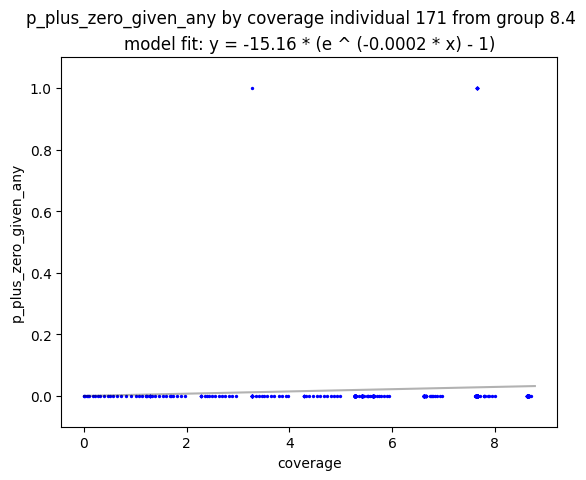 p_plus_zero_given_any by coverage individual 171 from group 8.4
model fit: y = -15.16 * (e ^ (-0.0002 * x) - 1)
1.0
0.8
0.6
0.4
0.2
0.0
p_plus_zero_given_any
0 2 4 6 8
coverage